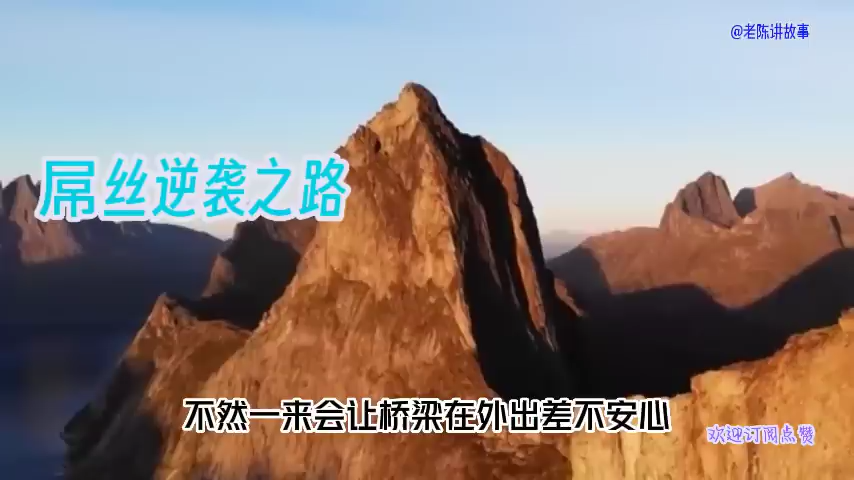 @老陈讲故事
屌丝逆袭之路
不然一来会让桥梁在外出差不安心
欢迎订阅点赞